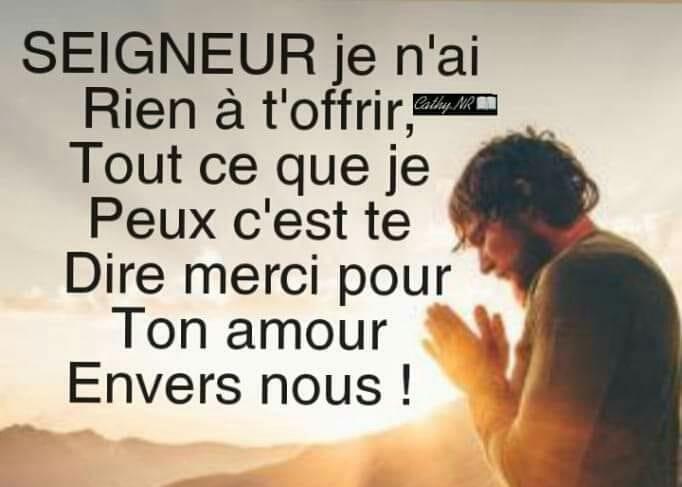 SEIGNEUR je n'ai
Rien à t'offrir,
Cathy.NR
Tout ce que je
Peux c'est te
Dire merci pour
Ton amour
Envers nous !